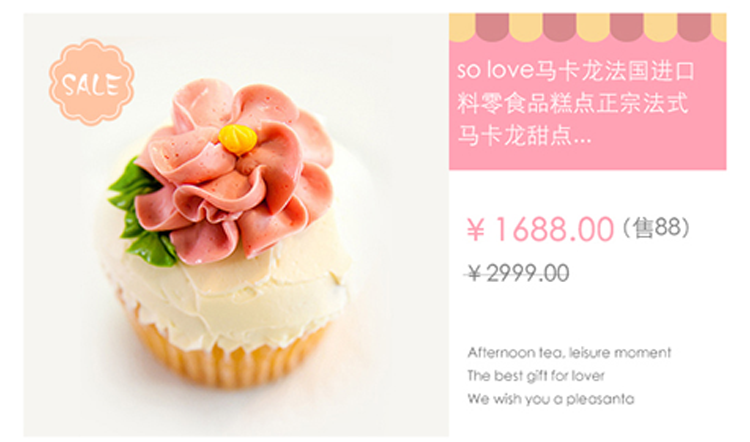 SALE
so love马卡龙法国进口
料零食品糕点正宗法式
马卡龙甜点...
¥1688.00(售88)
¥2999.00
Afternoon tea, leisure moment
The best gift for lover
We wish you a pleasanta